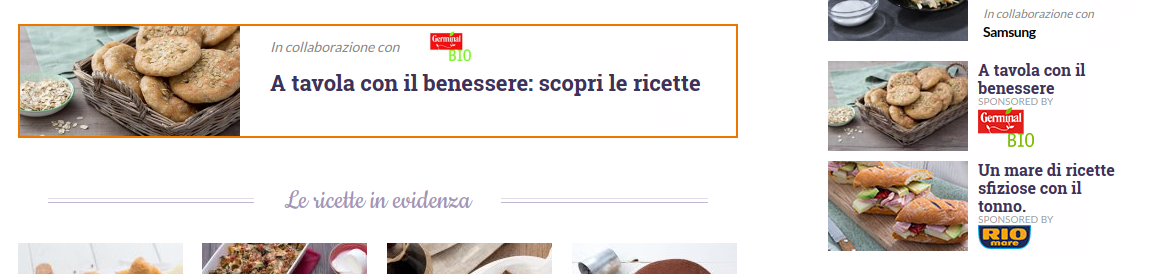 In collaborazione con
Germinal
BIO
A tavola con il benessere: scopri le ricette
Le ricette in evidenza
In collaborazione con
Samsung
A tavola con il
benessere
SPONSORED BY
Germinal
BIO
Un mare di ricette
sfiziose con il
tonno.
SPONSORED BY
RIO
mare